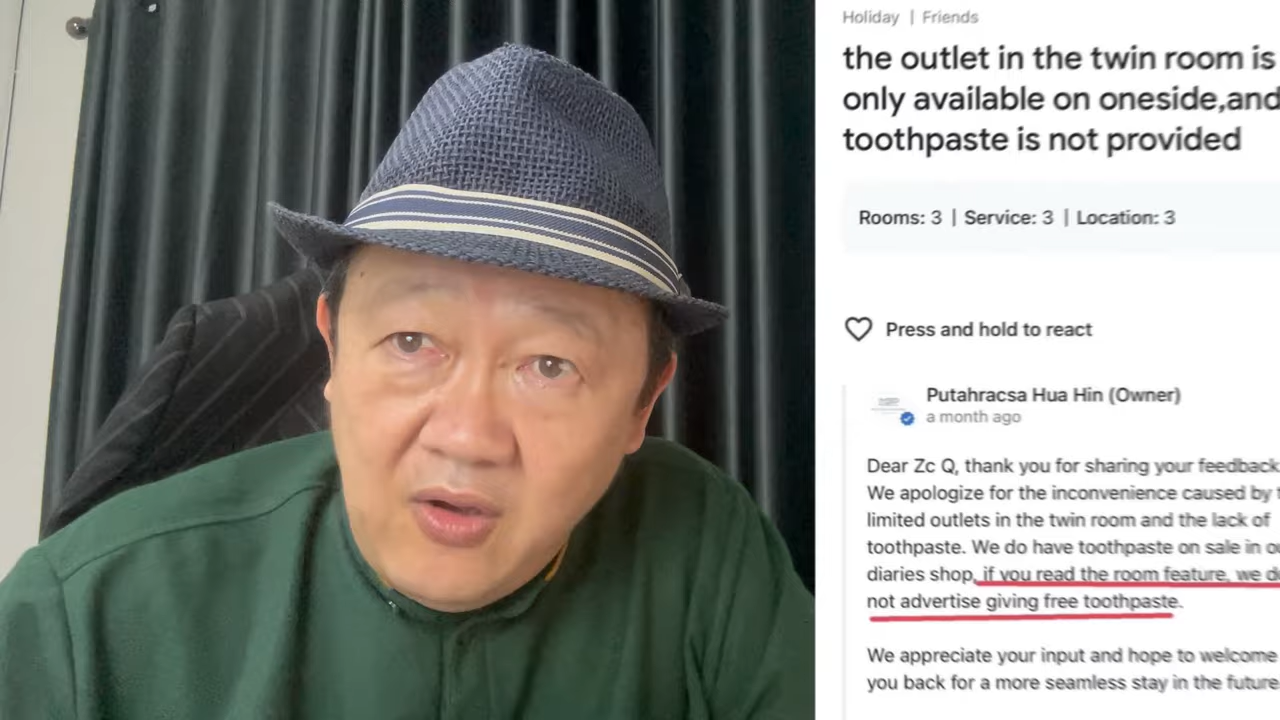 Holiday | Friends
the outlet in the twin room is
only available on oneside,and
toothpaste is not provided
Rooms: 3 | Service: 3 | Location: 3
Press and hold to react
Putahracsa Hua Hin (Owner)
a month ago
Dear Zc Q, thank you for sharing your feedback.
We apologize for the inconvenience caused by
limited outlets in the twin room and the lack of
toothpaste. We do have toothpaste on sale in
diaries shop, if you read the room feature, we
not advertise giving free toothpaste.
We appreciate your input and hope to welcome
you back for a more seamless stay in the future